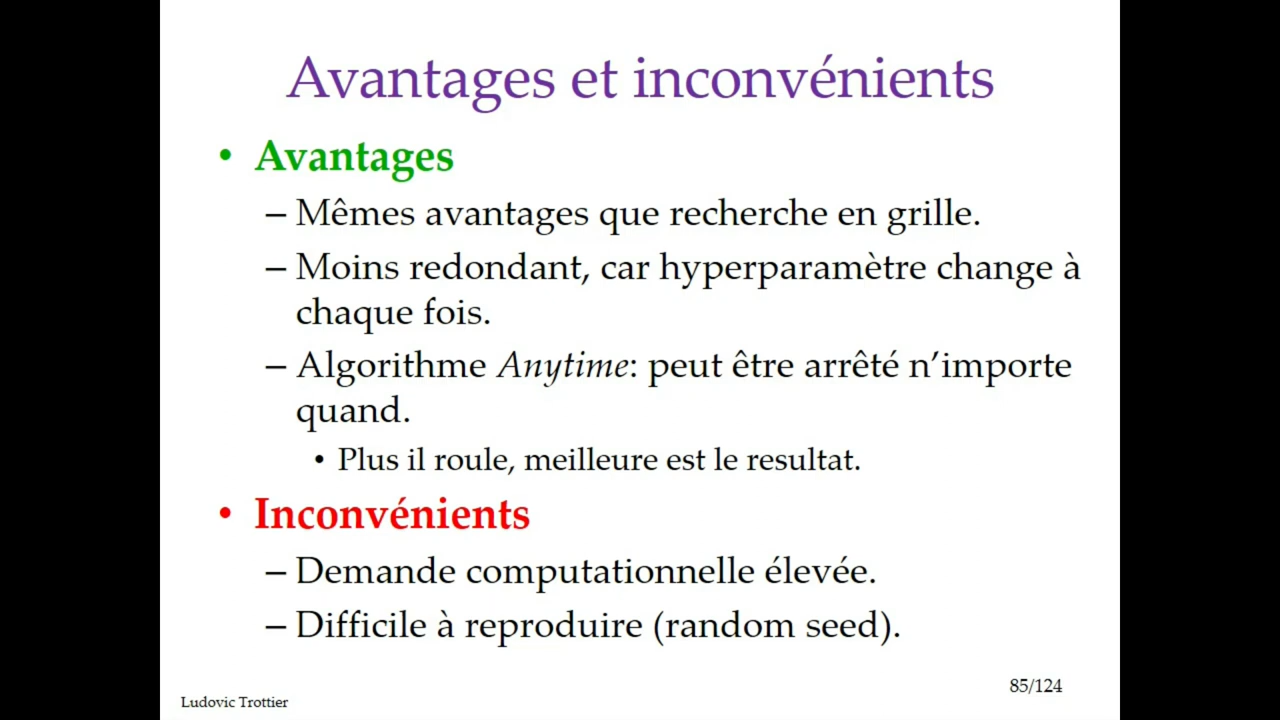 Avantages et inconvénients
• Avantages
– Mêmes avantages que recherche en grille.
– Moins redondant, car hyperparamètre change à
chaque fois.
– Algorithme Anytime: peut être arrêté n’importe
quand.
• Plus il roule, meilleure est le resultat.
• Inconvénients
– Demande computationnelle élevée.
– Difficile à reproduire (random seed).
85/124
Ludovic Trottier